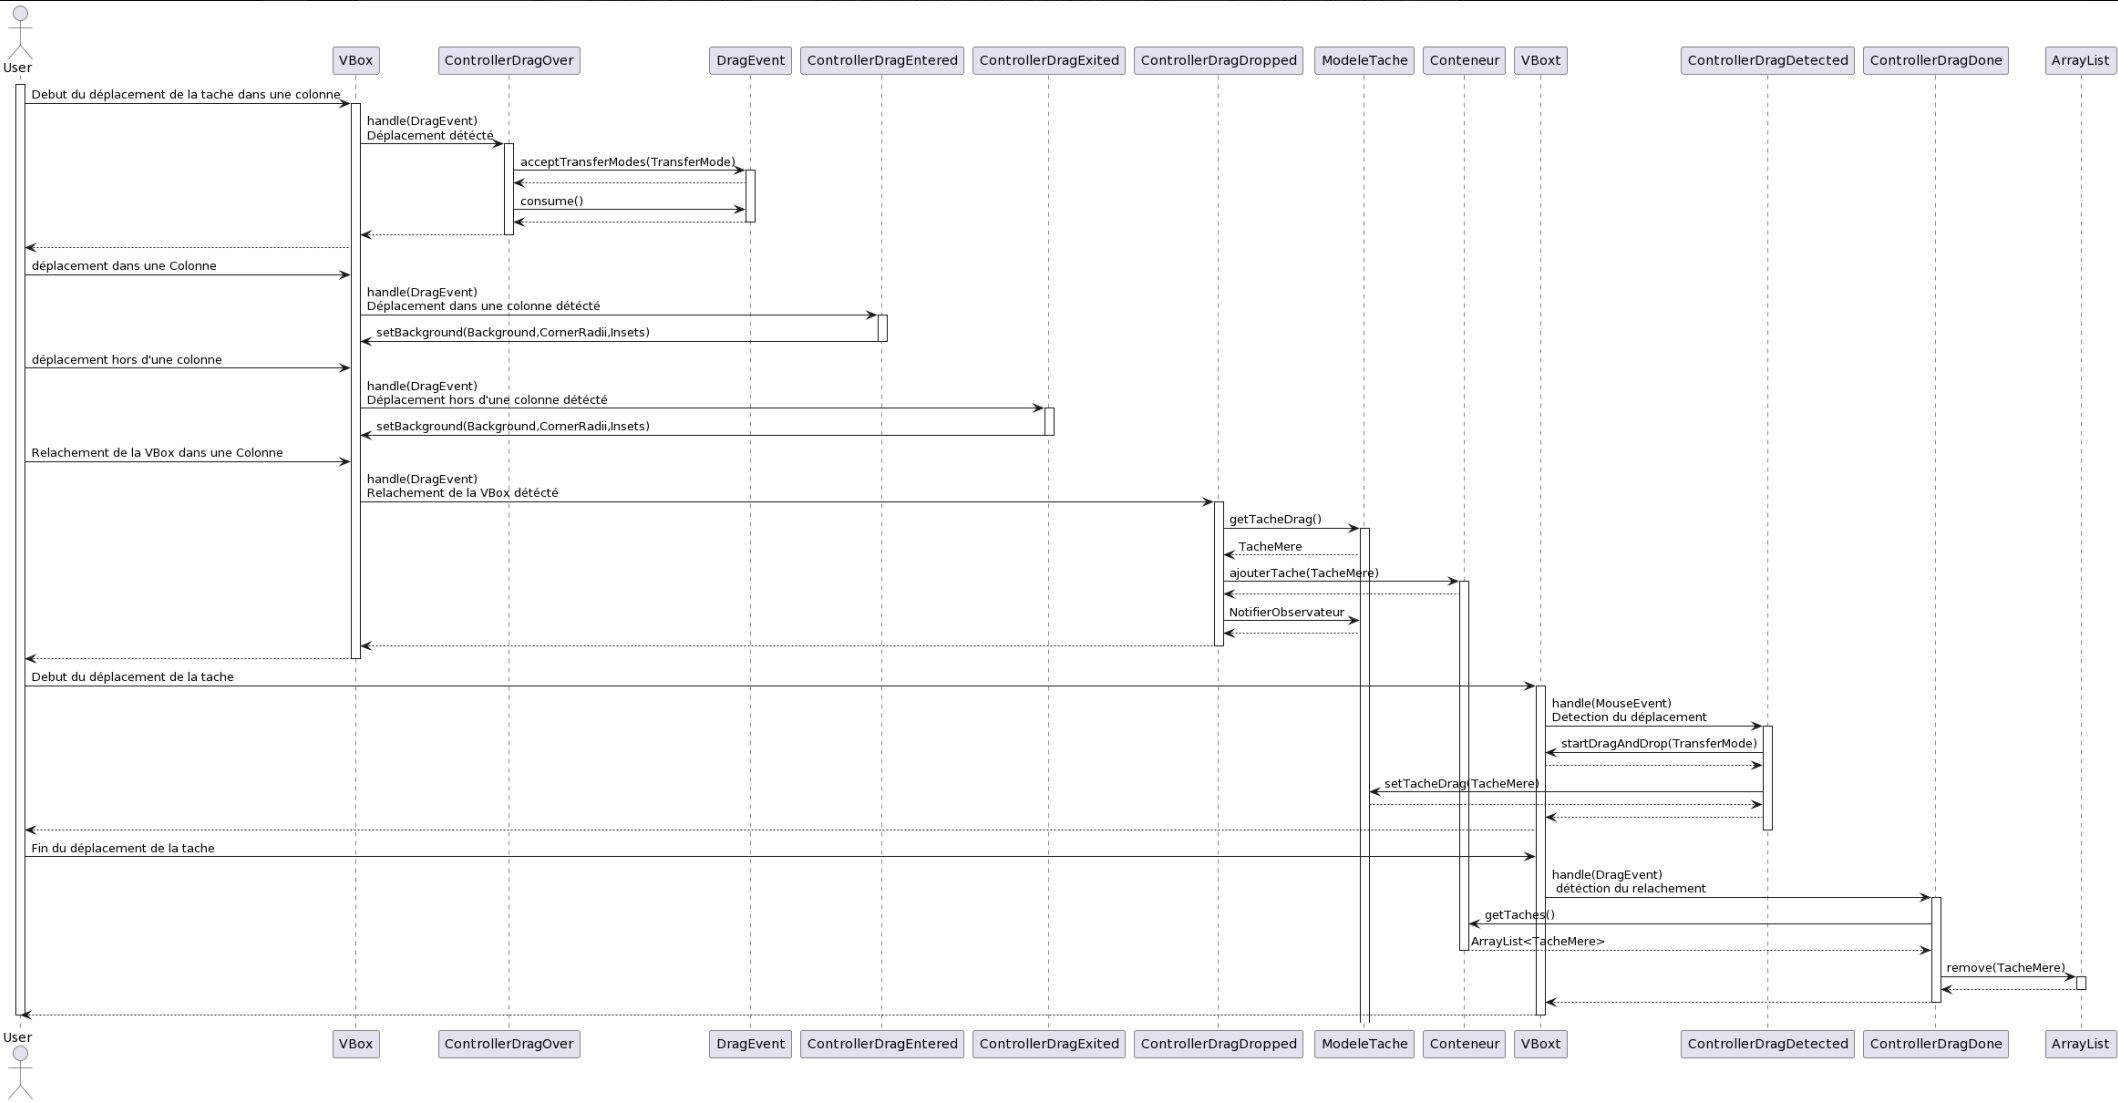 User
VBox
ControllerDragOver
DragEvent
ControllerDragEntered
ControllerDragExited
ControllerDragDropped
ModeleTache
Conteneur
VBoxt
ControllerDragDetected
ControllerDragDone
ArrayList
Debut du déplacement de la tache dans une colonne
handle(DragEvent)
Déplacement détécté
acceptTransferModes(TransferMode)
consume()
déplacement dans une Colonne
handle(DragEvent)
Déplacement dans une colonne détécté
setBackground(Background,CornerRadii,Insets)
déplacement hors d'une colonne
handle(DragEvent)
Déplacement hors d'une colonne détécté
setBackground(Background,CornerRadii,Insets)
Relachement de la VBox dans une Colonne
handle(DragEvent)
Relachement de la VBox détécté
getTacheDrag()
TacheMere
ajouterTache(TacheMere)
NotifierObservateur
Debut du déplacement de la tache
handle(MouseEvent)
Detection du déplacement
startDragAndDrop(TransferMode)
setTacheDrag(TacheMere)
Fin du déplacement de la tache
handle(DragEvent)
détéction du relachement
getTaches()
ArrayList<TacheMere>
remove(TacheMere)
User
VBox
ControllerDragOver
DragEvent
ControllerDragEntered
ControllerDragExited
ControllerDragDropped
ModeleTache
Conteneur
VBoxt
ControllerDragDetected
ControllerDragDone
ArrayList